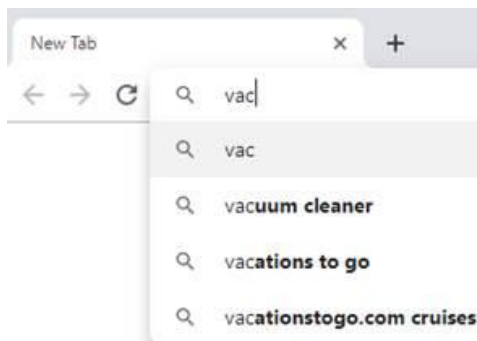 New Tab
vac
vac
vacuum cleaner
vacations to go
vacationstogo.com cruises